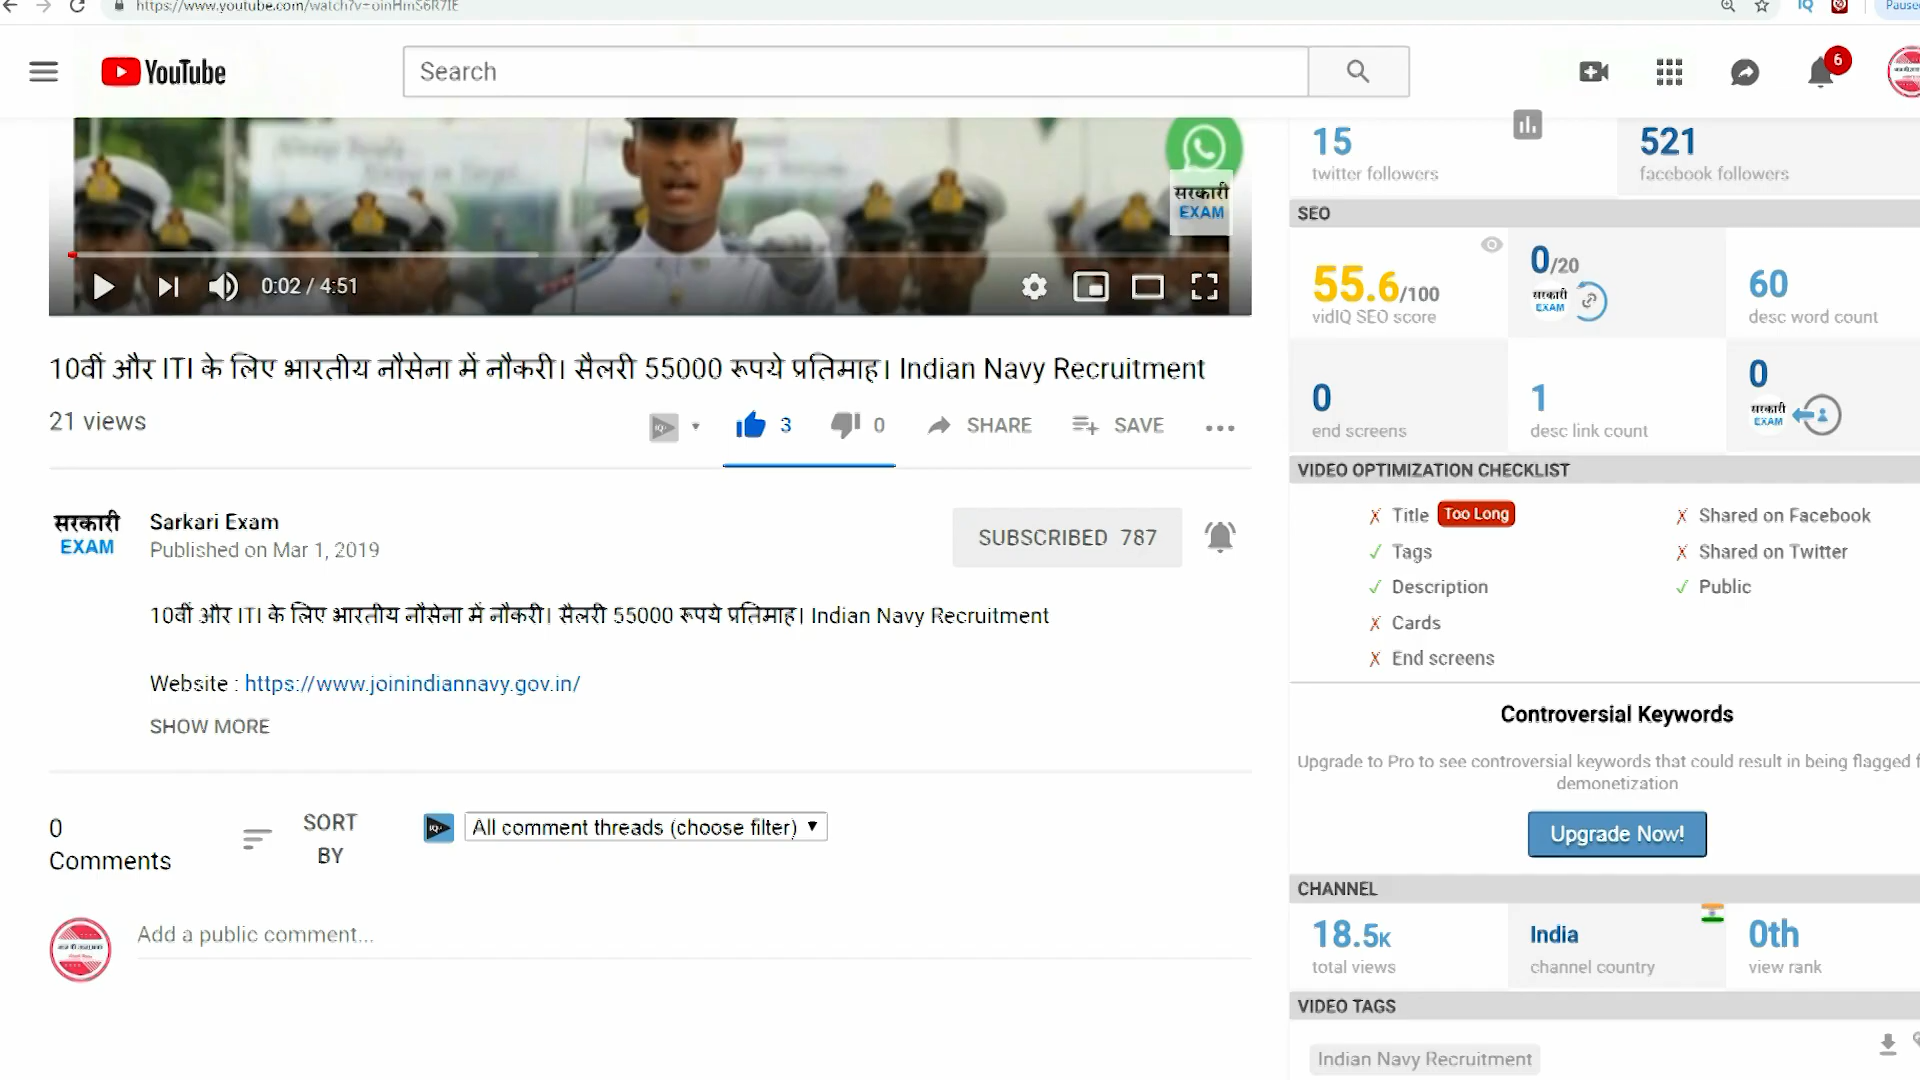 YouTube
Search
6
सरकारी
EXAM
0:02 / 4:51
10वीं और ITI के लिए भारतीय नौसेना में नौकरी। सैलरी 55000 रूपये प्रतिमाह। Indian Navy Recruitment
21 views
3
0
SHARE
SAVE
सरकारी
EXAM
Sarkari Exam
Published on Mar 1, 2019
SUBSCRIBED 787
10वीं और ITI के लिए भारतीय नौसेना में नौकरी। सैलरी 55000 रूपये प्रतिमाह। Indian Navy Recruitment
Website : https://www.joinindiannavy.gov.in/
SHOW MORE
0
Comments
SORT
BY
All comment threads (choose filter)
Add a public comment...
15
twitter followers
521
facebook followers
SEO
55.6/100
vidIQ SEO score
0/20
सरकारी
EXAM
60
desc word count
0
end screens
1
desc link count
0
सरकारी
EXAM
VIDEO OPTIMIZATION CHECKLIST
Title Too Long
Tags
Description
Cards
End screens
Shared on Facebook
Shared on Twitter
Public
Controversial Keywords
Upgrade to Pro to see controversial keywords that could result in being flagged f
demonetization
Upgrade Now!
CHANNEL
18.5K
total views
India
channel country
0th
view rank
VIDEO TAGS
Indian Navy Recruitment